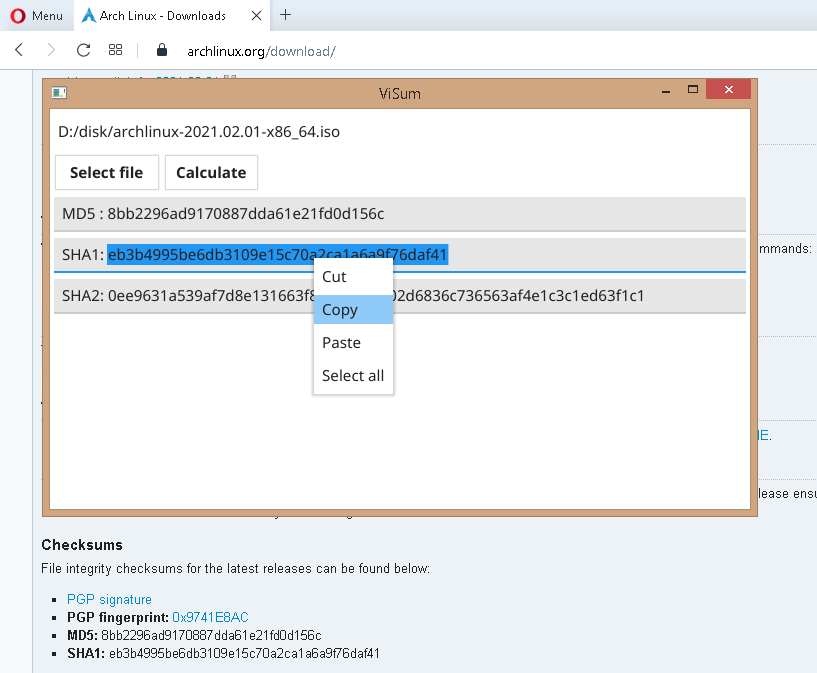 Menu
Arch Linux - Downloads
archlinux.org/download/
ViSum
D:/disk/archlinux-2021.02.01-x86_64.iso
Select file Calculate
MD5 : 8bb2296ad9170887dda61e21fd0d156c
mmands:
SHA1: eb3b4995be6db3109e15c70a2ca1a6a9f76daf41
Cut
SHA2: 0ee9631a539af7d8e131663f 02d6836c736563af4e1c3c1ed63f1c1
Copy
Paste
Select all
IE.
lease ensu
Checksums
File integrity checksums for the latest releases can be found below:
PGP signature
PGP fingerprint: 0x9741E8AC
MD5: 8bb2296ad9170887dda61e21fd0d156c
SHA1: eb3b4995be6db3109e15c70a2ca1a6a9f76daf41